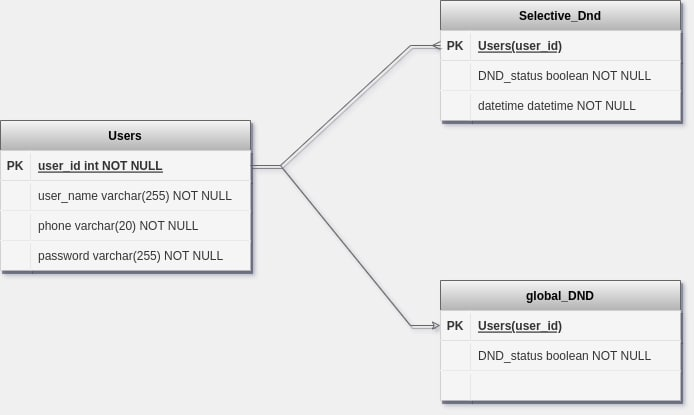 Selective_Dnd
PK Users(user_id)
DND_status boolean NOT NULL
datetime datetime NOT NULL
Users
PK user_id int NOT NULL
user_name varchar(255) NOT NULL
phone varchar(20) NOT NULL
password varchar(255) NOT NULL
global_DND
PK Users(user_id)
DND_status boolean NOT NULL